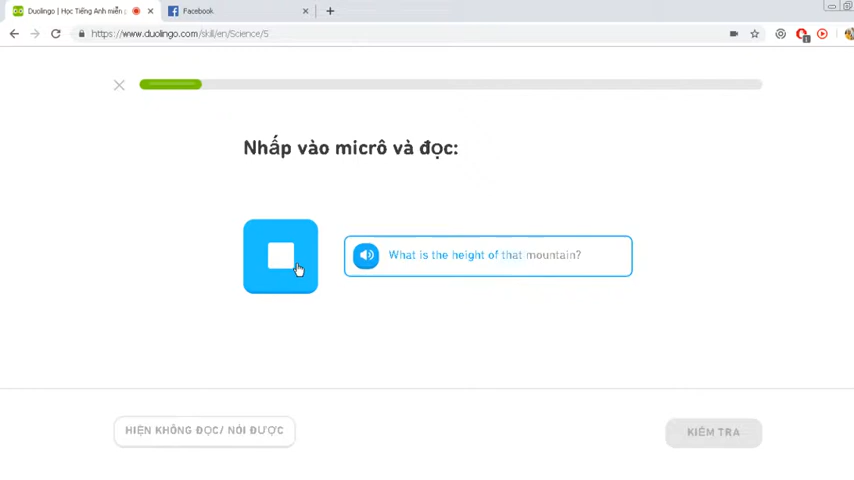 Duolingo | Học Tiếng Anh miễn p
Facebook
https://www.duolingo.com/skill/en/Science/5
1
Nhấp vào micrô và đọc:
What is the height of that mountain?
HIỆN KHÔNG ĐỌC/ NÓI ĐƯỢC
KIỂM TRA